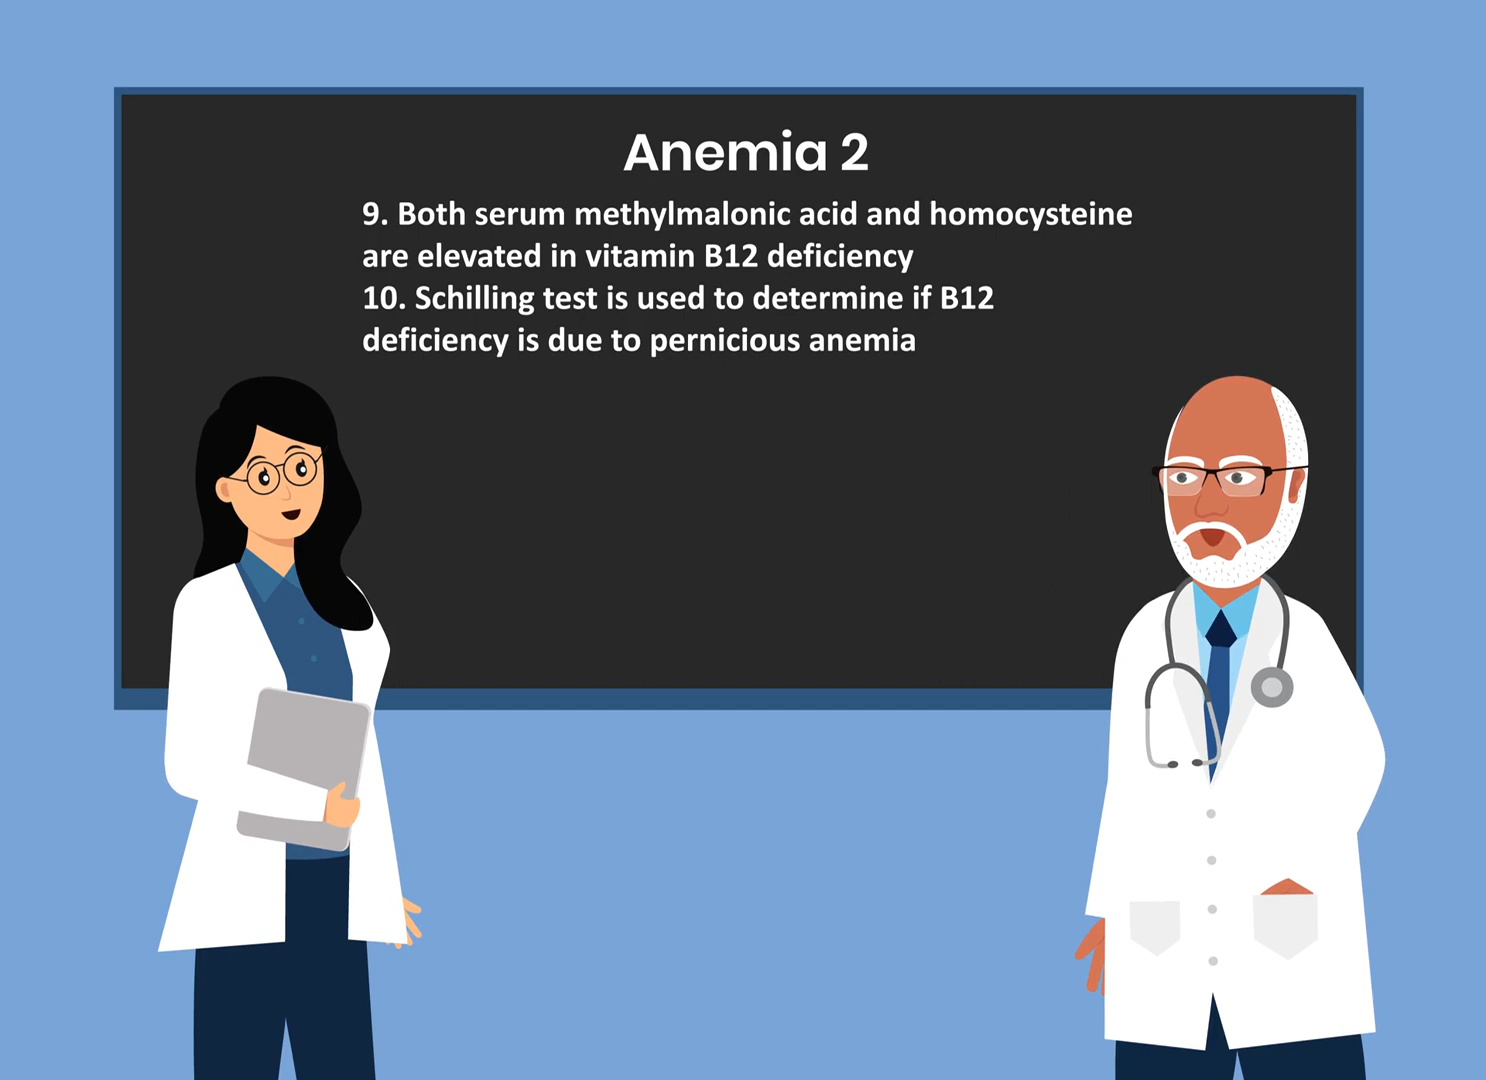 Anemia 2
9. Both serum methylmalonic acid and homocysteine
are elevated in vitamin B12 deficiency
10. Schilling test is used to determine if B12
deficiency is due to pernicious anemia